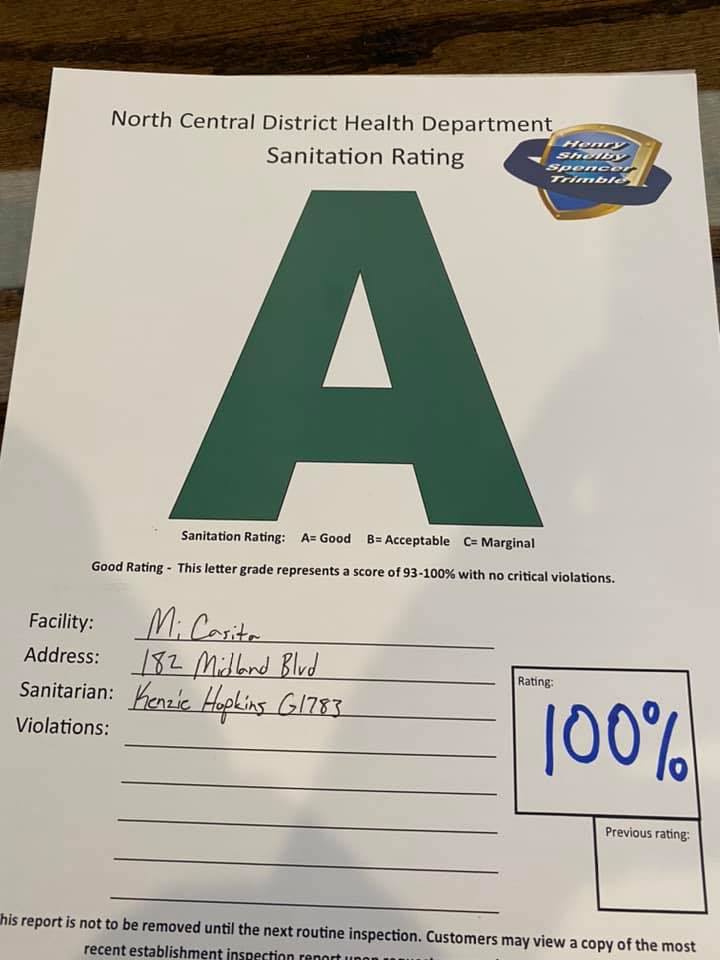 North Central District Health Department
Sanitation Rating
Henry
Shelby
Spencer
Trimble
A
Sanitation Rating: A= Good B= Acceptable C= Marginal
Good Rating - This letter grade represents a score of 93-100% with no critical violations.
Facility: Mi Casita
Address: 182 Midland Blvd
Sanitarian: Kenzie Hopkins G1783
Violations:
Rating:
100%
Previous rating:
his report is not to be removed until the next routine inspection. Customers may view a copy of the most
recent establishment inspection report upon